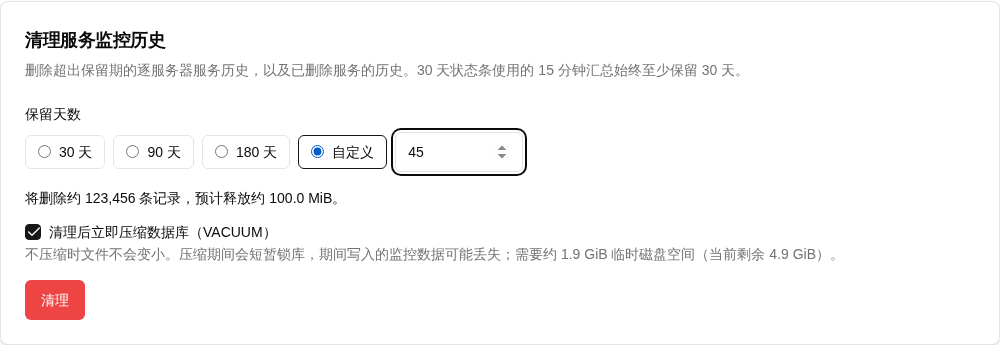 清理服务监控历史
删除超出保留期的逐服务器服务历史，以及已删除服务的历史。30 天状态条使用的 15 分钟汇总始终至少保留 30 天。
保留天数
30 天 90 天 180 天 自定义 45
将删除约 123,456 条记录，预计释放约 100.0 MiB。
清理后立即压缩数据库（VACUUM）
不压缩时文件不会变小。压缩期间会短暂锁库，期间写入的监控数据可能丢失；需要约 1.9 GiB 临时磁盘空间（当前剩余 4.9 GiB）。
清理